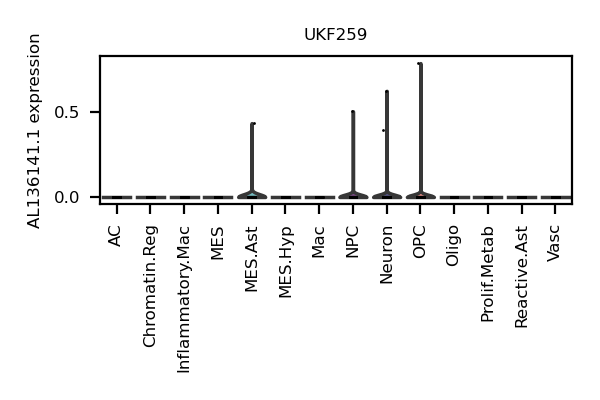 UKF259
AL136141.1 expression
0.5
0.0
AC
Chromatin.Reg
Inflammatory.Mac
MES
MES.Ast
MES.Hyp
Mac
NPC
Neuron
OPC
Oligo
Prolif.Metab
Reactive.Ast
Vasc